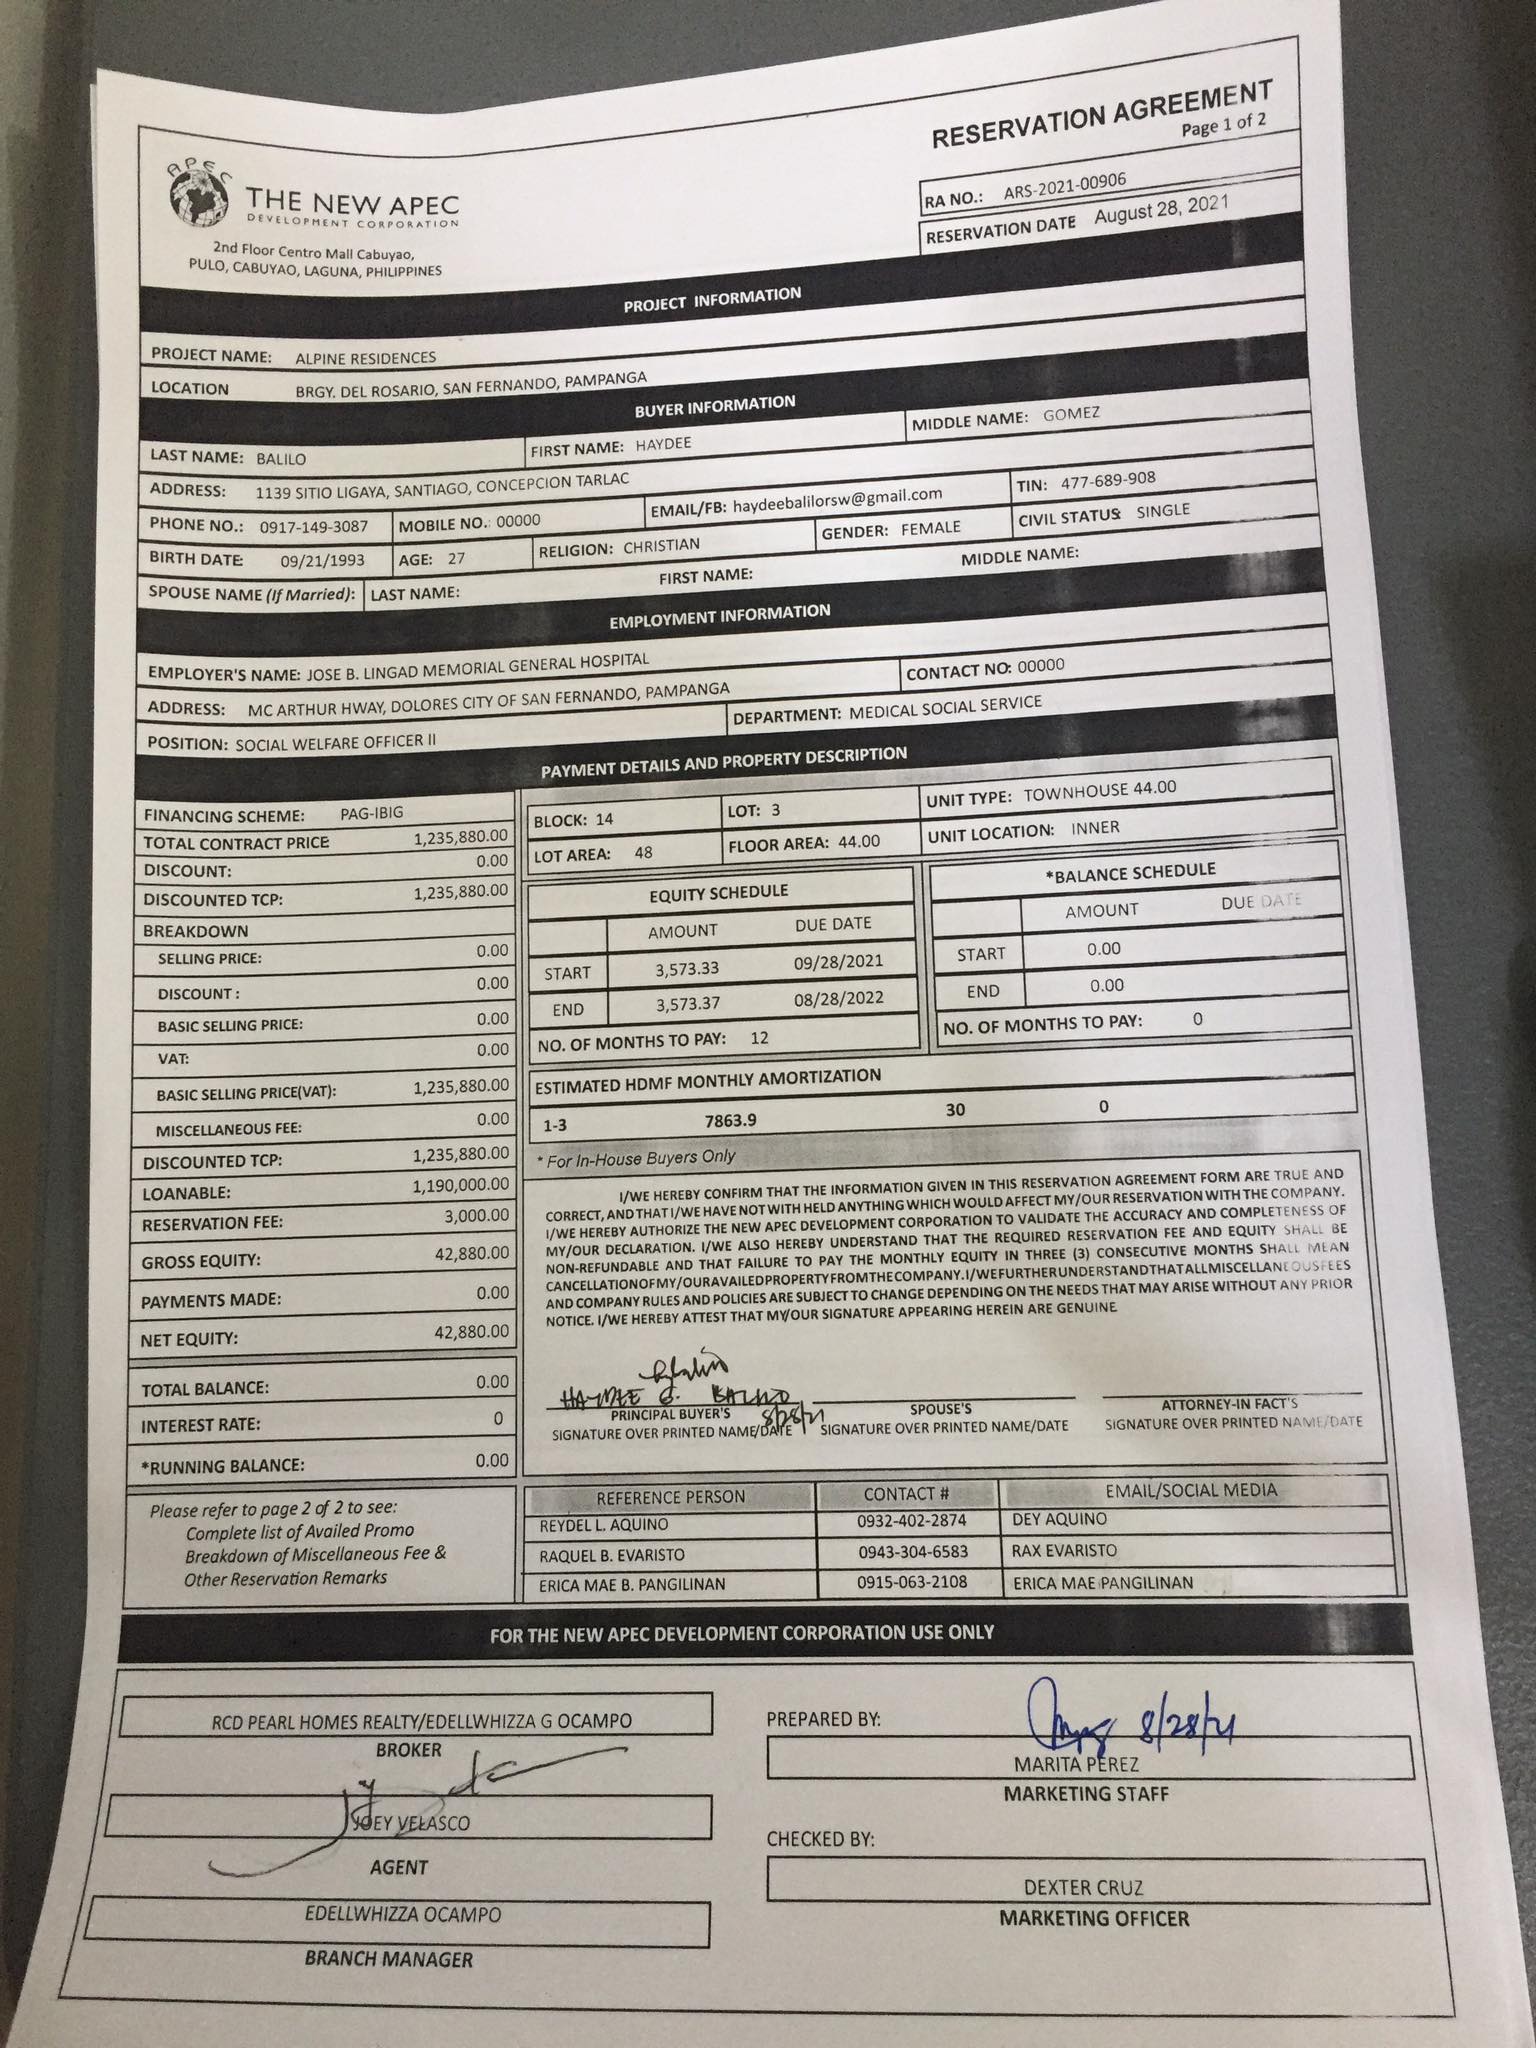 RESERVATION AGREEMENT
Page 1 of 2
APEC
THE NEW APEC
DEVELOPMENT CORPORATION
2nd Floor Centro Mall Cabuyao,
PULO, CABUYAO, LAGUNA, PHILIPPINES
RA NO.: ARS-2021-00906
RESERVATION DATE August 28, 2021
PROJECT INFORMATION
PROJECT NAME: ALPINE RESIDENCES
LOCATION BRGY. DEL ROSARIO, SAN FERNANDO, PAMPANGA
BUYER INFORMATION
LAST NAME: BALILO FIRST NAME: HAYDEE MIDDLE NAME: GOMEZ
ADDRESS: 1139 SITIO LIGAYA, SANTIAGO, CONCEPCION TARLAC TIN: 477-689-908
PHONE NO.: 0917-149-3087 MOBILE NO.: 00000 EMAIL/FB: haydeebalilorsw@gmail.com CIVIL STATUS: SINGLE
BIRTH DATE: 09/21/1993 AGE: 27 RELIGION: CHRISTIAN GENDER: FEMALE
SPOUSE NAME (If Married): LAST NAME: FIRST NAME: MIDDLE NAME:
EMPLOYMENT INFORMATION
EMPLOYER'S NAME: JOSE B. LINGAD MEMORIAL GENERAL HOSPITAL CONTACT NO: 00000
ADDRESS: MC ARTHUR HWAY, DOLORES CITY OF SAN FERNANDO, PAMPANGA
POSITION: SOCIAL WELFARE OFFICER II DEPARTMENT: MEDICAL SOCIAL SERVICE
PAYMENT DETAILS AND PROPERTY DESCRIPTION
FINANCING SCHEME: PAG-IBIG
TOTAL CONTRACT PRICE 1,235,880.00
DISCOUNT: 0.00
DISCOUNTED TCP: 1,235,880.00
BREAKDOWN
SELLING PRICE: 0.00
DISCOUNT : 0.00
BASIC SELLING PRICE: 0.00
VAT: 0.00
BASIC SELLING PRICE(VAT): 1,235,880.00
MISCELLANEOUS FEE: 0.00
DISCOUNTED TCP: 1,235,880.00
LOANABLE: 1,190,000.00
RESERVATION FEE: 3,000.00
GROSS EQUITY: 42,880.00
PAYMENTS MADE: 0.00
NET EQUITY: 42,880.00
TOTAL BALANCE: 0.00
INTEREST RATE: 0
*RUNNING BALANCE: 0.00
Please refer to page 2 of 2 to see:
Complete list of Availed Promo
Breakdown of Miscellaneous Fee &
Other Reservation Remarks
BLOCK: 14 LOT: 3 UNIT TYPE: TOWNHOUSE 44.00
LOT AREA: 48 FLOOR AREA: 44.00 UNIT LOCATION: INNER
EQUITY SCHEDULE
AMOUNT DUE DATE
START 3,573.33 09/28/2021
END 3,573.37 08/28/2022
NO. OF MONTHS TO PAY: 12
*BALANCE SCHEDULE
AMOUNT DUE DATE
START 0.00
END 0.00
NO. OF MONTHS TO PAY: 0
ESTIMATED HDMF MONTHLY AMORTIZATION
1-3 7863.9 30 0
* For In-House Buyers Only
I/WE HEREBY CONFIRM THAT THE INFORMATION GIVEN IN THIS RESERVATION AGREEMENT FORM ARE TRUE AND
CORRECT, AND THAT I/WE HAVE NOT WITH HELD ANYTHING WHICH WOULD AFFECT MY/OUR RESERVATION WITH THE COMPANY.
I/WE HEREBY AUTHORIZE THE NEW APEC DEVELOPMENT CORPORATION TO VALIDATE THE ACCURACY AND COMPLETENESS OF
MY/OUR DECLARATION. I/WE ALSO HEREBY UNDERSTAND THAT THE REQUIRED RESERVATION FEE AND EQUITY SHALL BE
NON-REFUNDABLE AND THAT FAILURE TO PAY THE MONTHLY EQUITY IN THREE (3) CONSECUTIVE MONTHS SHALL MEAN
CANCELLATION OF MY/OUR AVAILED PROPERTY FROM THE COMPANY. I/WE FURTHER UNDERSTAND THAT ALL MISCELLANEOUS FEES
AND COMPANY RULES AND POLICIES ARE SUBJECT TO CHANGE DEPENDING ON THE NEEDS THAT MAY ARISE WITHOUT ANY PRIOR
NOTICE. I/WE HEREBY ATTEST THAT MY/OUR SIGNATURE APPEARING HEREIN ARE GENUINE
HAYDEE G. BALILO
8/28/21
PRINCIPAL BUYER'S
SIGNATURE OVER PRINTED NAME/DATE
SPOUSE'S
SIGNATURE OVER PRINTED NAME/DATE
ATTORNEY-IN FACT'S
SIGNATURE OVER PRINTED NAME/DATE
REFERENCE PERSON CONTACT # EMAIL/SOCIAL MEDIA
REYDEL L. AQUINO 0932-402-2874 DEY AQUINO
RAQUEL B. EVARISTO 0943-304-6583 RAX EVARISTO
ERICA MAE B. PANGILINAN 0915-063-2108 ERICA MAE PANGILINAN
FOR THE NEW APEC DEVELOPMENT CORPORATION USE ONLY
RCD PEARL HOMES REALTY/EDELLWHIZZA G OCAMPO
BROKER
JOEY VELASCO
AGENT
EDELLWHIZZA OCAMPO
BRANCH MANAGER
PREPARED BY:
8/28/21
MARITA PEREZ
MARKETING STAFF
CHECKED BY:
DEXTER CRUZ
MARKETING OFFICER